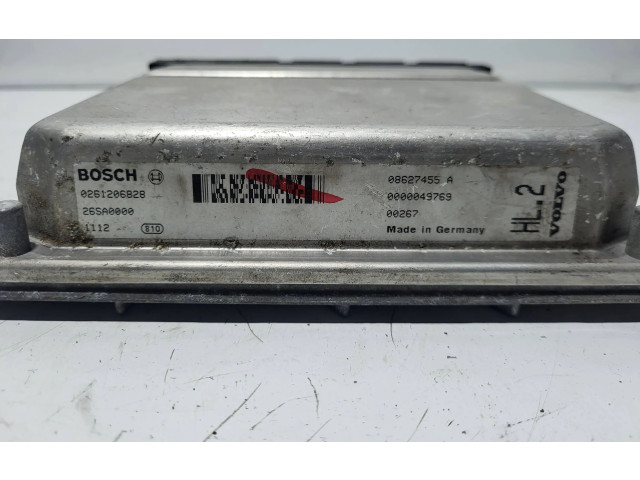 BOSCH
0261206828
26SA0000
1112 810
08627455 A
0000049769
00267
Made in Germany
HL.2
VOLVO